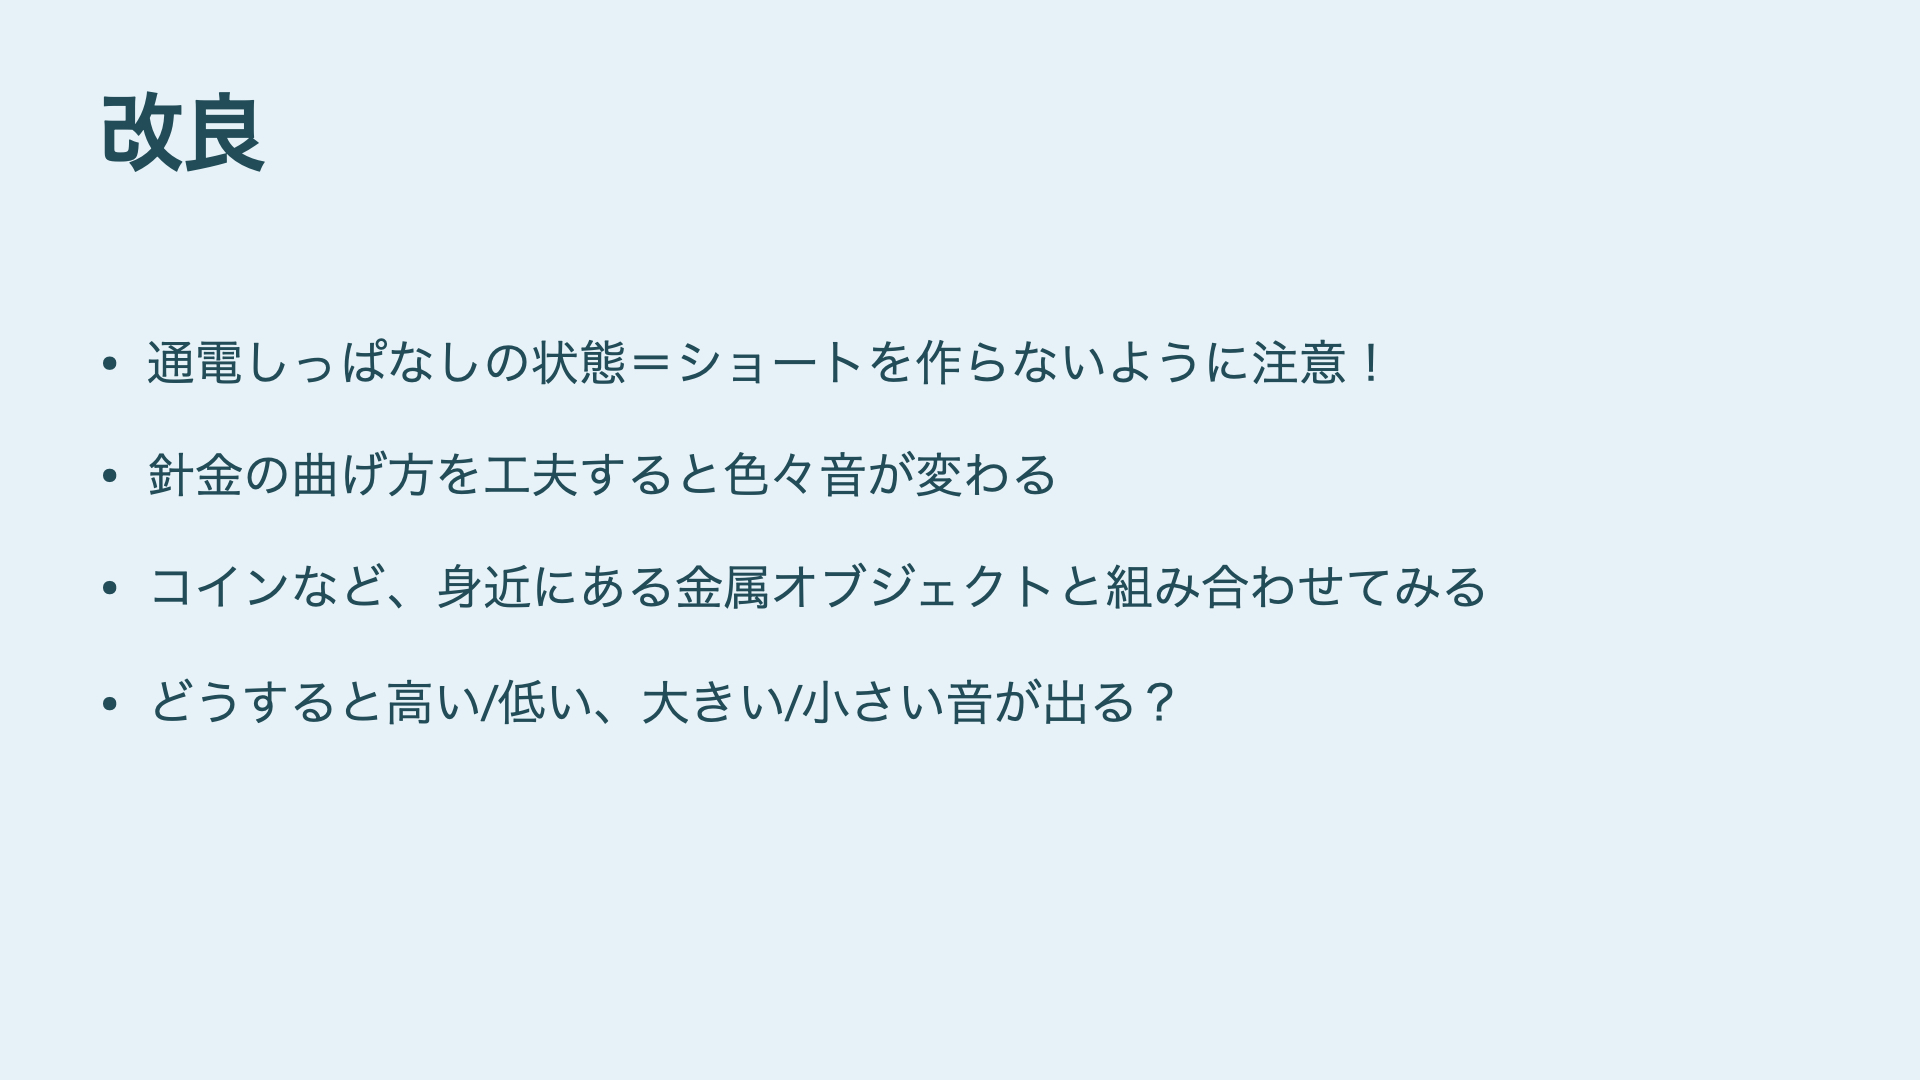 改良
• 通電しっぱなしの状態＝ショートを作らないように注意！
• 針金の曲げ方を工夫すると色々音が変わる
• コインなど、身近にある金属オブジェクトと組み合わせてみる
• どうすると高い/低い、大きい/小さい音が出る？